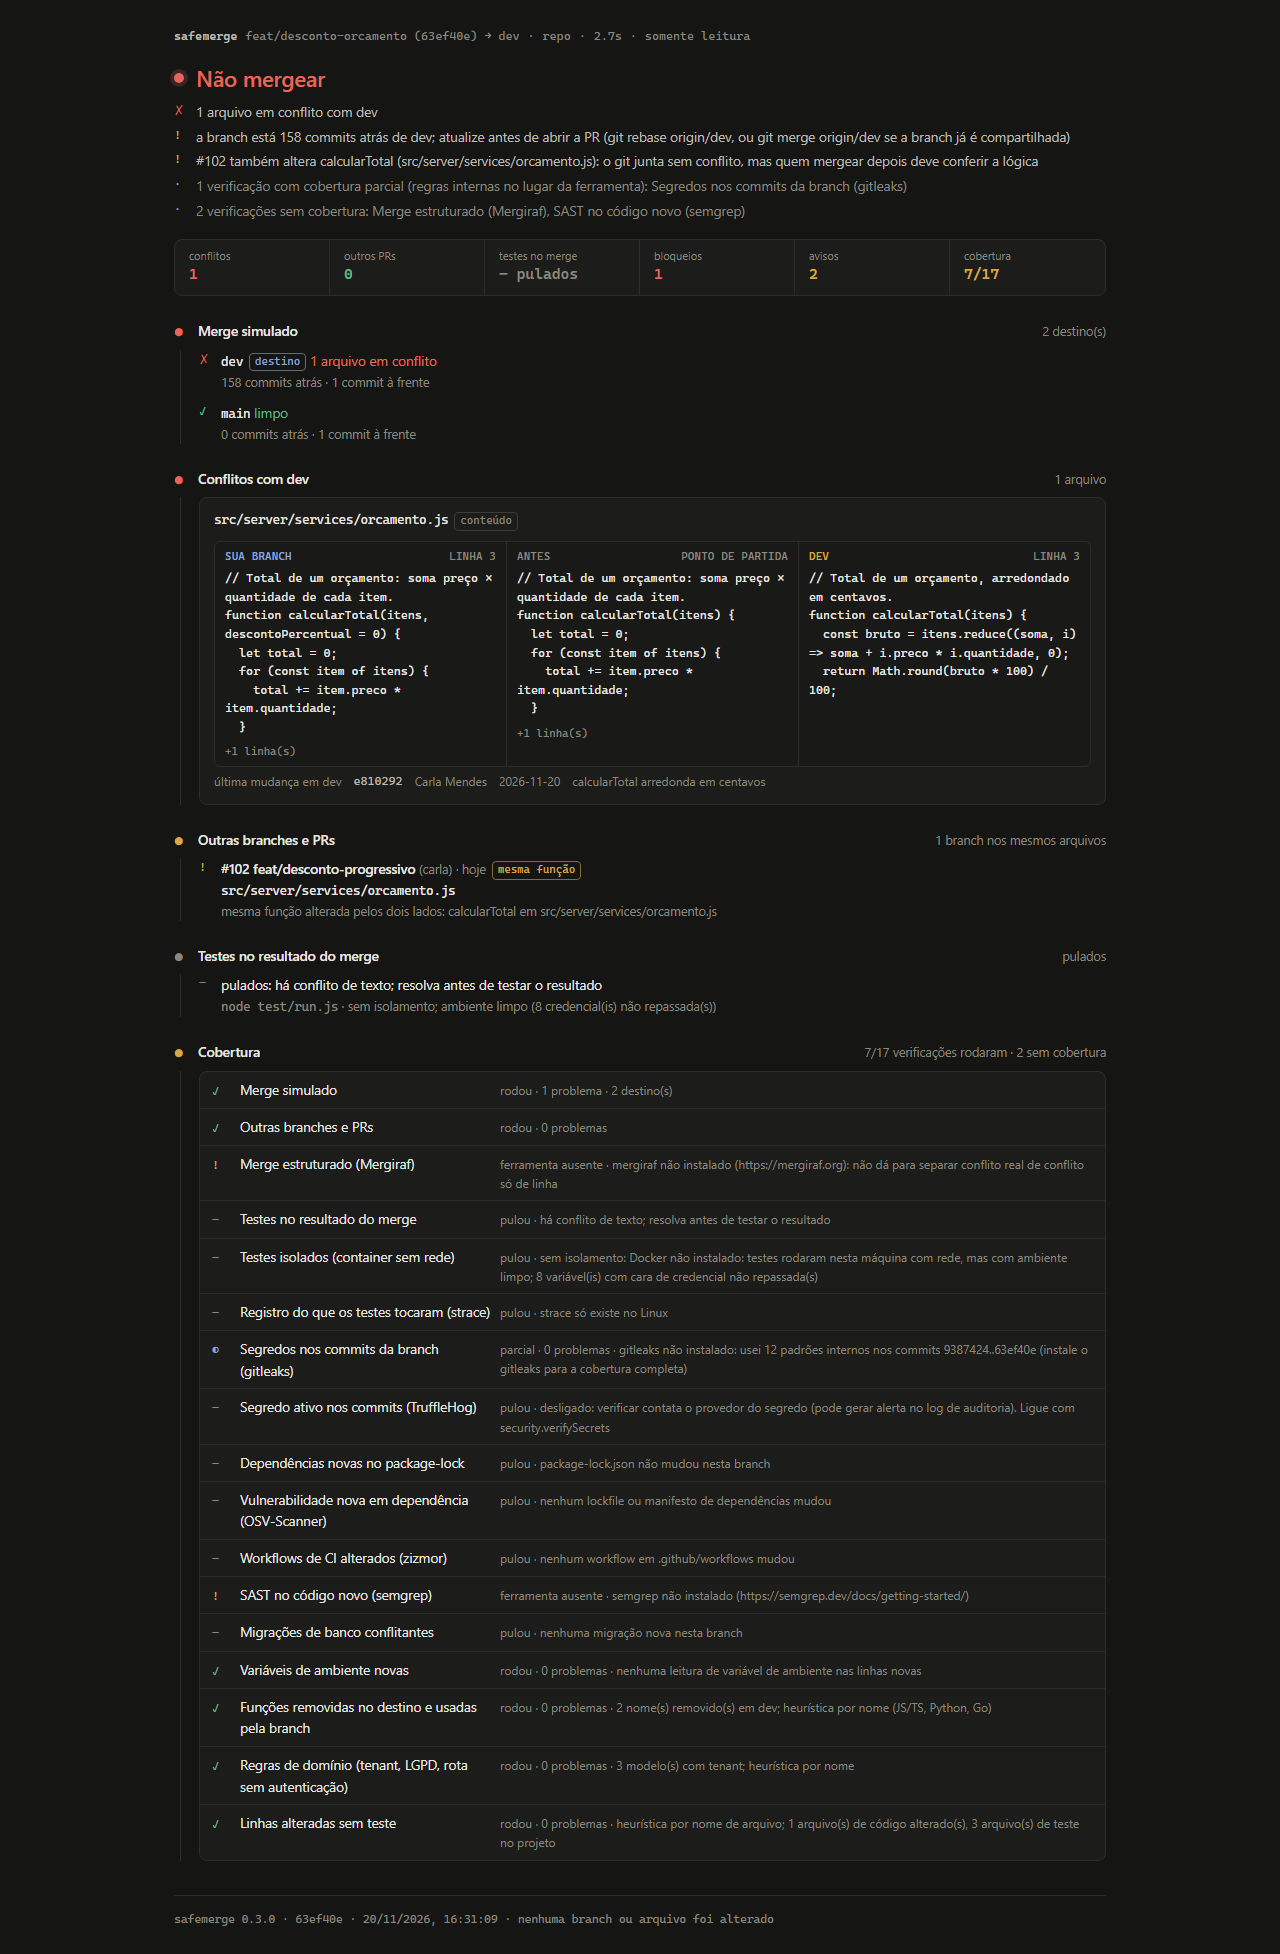 safemerge feat/desconto-orcamento (63ef40e) → dev · repo · 2.7s · somente leitura
Não mergear
✗ 1 arquivo em conflito com dev
! a branch está 158 commits atrás de dev; atualize antes de abrir a PR (git rebase origin/dev, ou git merge origin/dev se a branch já é compartilhada)
! #102 também altera calcularTotal (src/server/services/orcamento.js): o git junta sem conflito, mas quem mergear depois deve conferir a lógica
· 1 verificação com cobertura parcial (regras internas no lugar da ferramenta): Segredos nos commits da branch (gitleaks)
· 2 verificações sem cobertura: Merge estruturado (Mergiraf), SAST no código novo (semgrep)
conflitos
1
outros PRs
0
testes no merge
— pulados
bloqueios
1
avisos
2
cobertura
7/17
Merge simulado 2 destino(s)
✗ dev destino 1 arquivo em conflito
158 commits atrás · 1 commit à frente
✓ main limpo
0 commits atrás · 1 commit à frente
Conflitos com dev 1 arquivo
src/server/services/orcamento.js conteúdo
SUA BRANCH LINHA 3
// Total de um orçamento: soma preço ×
quantidade de cada item.
function calcularTotal(itens,
descontoPercentual = 0) {
let total = 0;
for (const item of itens) {
total += item.preco *
item.quantidade;
}
+1 linha(s)
ANTES PONTO DE PARTIDA
// Total de um orçamento: soma preço ×
quantidade de cada item.
function calcularTotal(itens) {
let total = 0;
for (const item of itens) {
total += item.preco *
item.quantidade;
}
+1 linha(s)
DEV LINHA 3
// Total de um orçamento, arredondado
em centavos.
function calcularTotal(itens) {
const bruto = itens.reduce((soma, i)
=> soma + i.preco * i.quantidade, 0);
return Math.round(bruto * 100) /
100;
última mudança em dev e810292 Carla Mendes 2026-11-20 calcularTotal arredonda em centavos
Outras branches e PRs 1 branch nos mesmos arquivos
! #102 feat/desconto-progressivo (carla) · hoje mesma função
src/server/services/orcamento.js
mesma função alterada pelos dois lados: calcularTotal em src/server/services/orcamento.js
Testes no resultado do merge pulados
— pulados: há conflito de texto; resolva antes de testar o resultado
node test/run.js · sem isolamento; ambiente limpo (8 credencial(is) não repassada(s))
Cobertura 7/17 verificações rodaram · 2 sem cobertura
✓ Merge simulado rodou · 1 problema · 2 destino(s)
✓ Outras branches e PRs rodou · 0 problemas
! Merge estruturado (Mergiraf) ferramenta ausente · mergiraf não instalado (https://mergiraf.org): não dá para separar conflito real de conflito
só de linha
— Testes no resultado do merge pulou · há conflito de texto; resolva antes de testar o resultado
— Testes isolados (container sem rede) pulou · sem isolamento: Docker não instalado: testes rodaram nesta máquina com rede, mas com ambiente
limpo; 8 variável(is) com cara de credencial não repassada(s)
— Registro do que os testes tocaram (strace) pulou · strace só existe no Linux
◐ Segredos nos commits da branch
(gitleaks)
parcial · 0 problemas · gitleaks não instalado: usei 12 padrões internos nos commits 9387424..63ef40e (instale o
gitleaks para a cobertura completa)
— Segredo ativo nos commits (TruffleHog) pulou · desligado: verificar contata o provedor do segredo (pode gerar alerta no log de auditoria). Ligue com
security.verifySecrets
— Dependências novas no package-lock pulou · package-lock.json não mudou nesta branch
— Vulnerabilidade nova em dependência
(OSV-Scanner)
pulou · nenhum lockfile ou manifesto de dependências mudou
— Workflows de CI alterados (zizmor) pulou · nenhum workflow em .github/workflows mudou
! SAST no código novo (semgrep) ferramenta ausente · semgrep não instalado (https://semgrep.dev/docs/getting-started/)
— Migrações de banco conflitantes pulou · nenhuma migração nova nesta branch
✓ Variáveis de ambiente novas rodou · 0 problemas · nenhuma leitura de variável de ambiente nas linhas novas
✓ Funções removidas no destino e usadas
pela branch
rodou · 0 problemas · 2 nome(s) removido(s) em dev; heurística por nome (JS/TS, Python, Go)
✓ Regras de domínio (tenant, LGPD, rota
sem autenticação)
rodou · 0 problemas · 3 modelo(s) com tenant; heurística por nome
✓ Linhas alteradas sem teste rodou · 0 problemas · heurística por nome de arquivo; 1 arquivo(s) de código alterado(s), 3 arquivo(s) de teste
no projeto
safemerge 0.3.0 · 63ef40e · 20/11/2026, 16:31:09 · nenhuma branch ou arquivo foi alterado